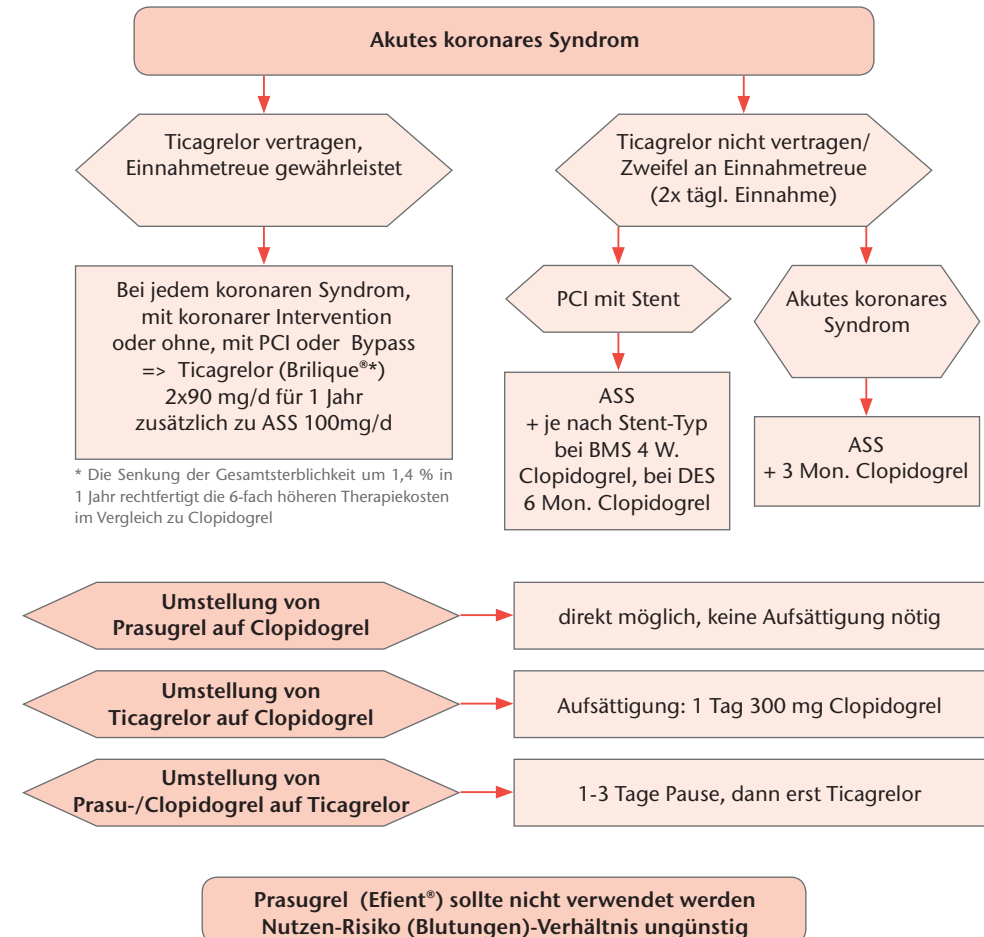 Akutes koronares Syndrom
Ticagrelor vertragen,
Einnahmetreue gewährleistet
Ticagrelor nicht vertragen/
Zweifel an Einnahmetreue
(2x tägl. Einnahme)
Bei jedem koronaren Syndrom,
mit koronarer Intervention
oder ohne, mit PCI oder Bypass
=> Ticagrelor (Brilique®*)
2x90 mg/d für 1 Jahr
zusätzlich zu ASS 100mg/d
* Die Senkung der Gesamtsterblichkeit um 1,4 % in
1 Jahr rechtfertigt die 6-fach höheren Therapiekosten
im Vergleich zu Clopidogrel
PCI mit Stent
Akutes koronares
Syndrom
ASS
+ je nach Stent-Typ
bei BMS 4 W.
Clopidogrel, bei DES
6 Mon. Clopidogrel
ASS
+ 3 Mon. Clopidogrel
Umstellung von
Prasugrel auf Clopidogrel
direkt möglich, keine Aufsättigung nötig
Umstellung von
Ticagrelor auf Clopidogrel
Aufsättigung: 1 Tag 300 mg Clopidogrel
Umstellung von
Prasu-/Clopidogrel auf Ticagrelor
1-3 Tage Pause, dann erst Ticagrelor
Prasugrel (Efient®) sollte nicht verwendet werden
Nutzen-Risiko (Blutungen)-Verhältnis ungünstig